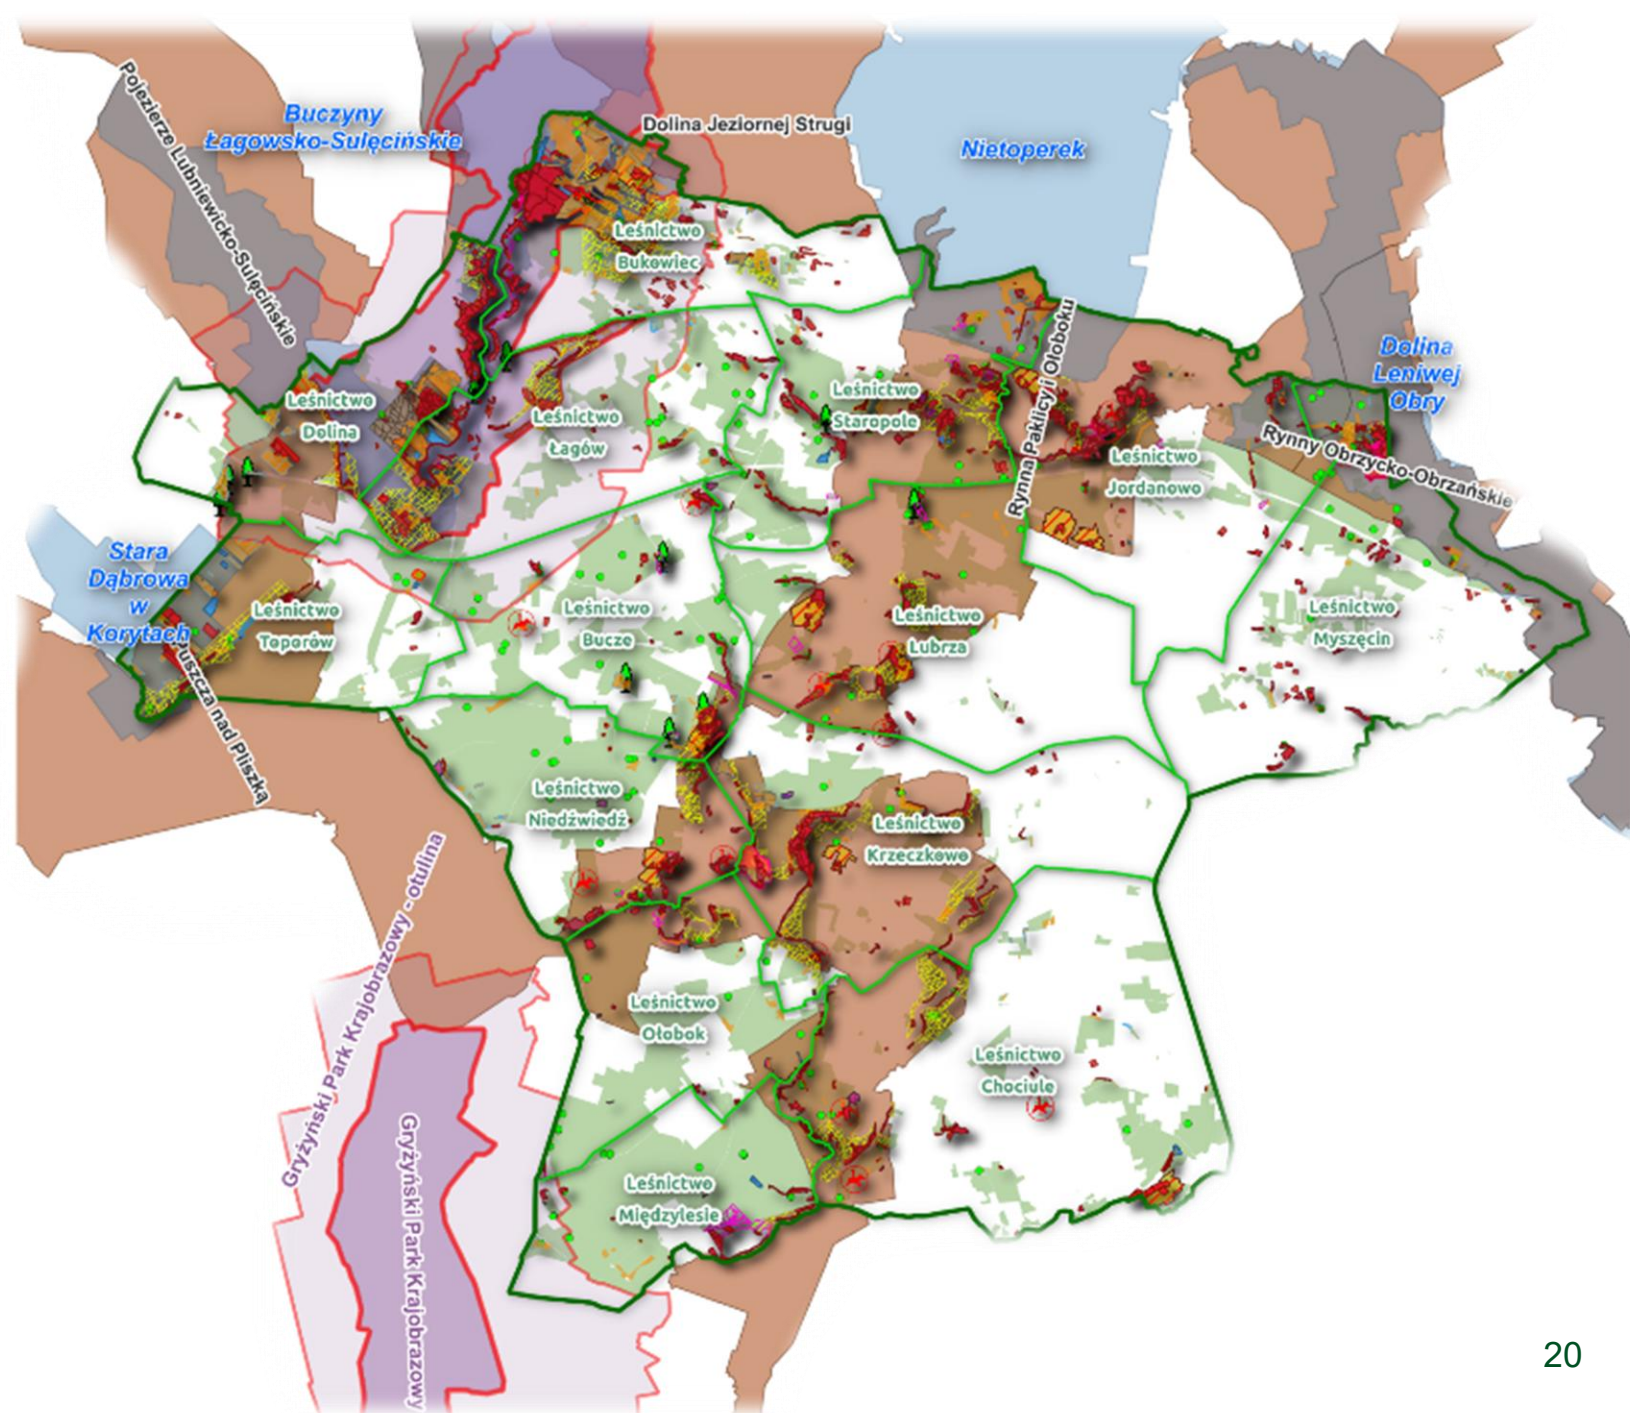 Pojezierze Lubniewicko-Sulęcińskie
Buczyny
Łagowsko-Sulęcińskie
Dolina Jeziornej Strugi
Nietoperek
Leśnictwo
Bukowiec
Rynna Paklicy i Ołoboku
Dolina
Leniwej
Obry
Rynny Obrzycko-Obrzańskie
Leśnictwo
Dolina
Leśnictwo
Łagów
Leśnictwo
Staropole
Leśnictwo
Jordanowo
Stara
Dąbrowa
w
Korytach
Leśnictwo
Toporów
Leśnictwo
Bucze
Leśnictwo
Lubrza
Leśnictwo
Myszęcin
Puszcza nad Pliszką
Leśnictwo
Niedźwiedź
Leśnictwo
Krzeczkowo
Gryżyński Park Krajobrazowy - otulina
Leśnictwo
Ołobok
Leśnictwo
Chociule
Gryżyński Park Krajobrazowy
Leśnictwo
Międzylesie
20